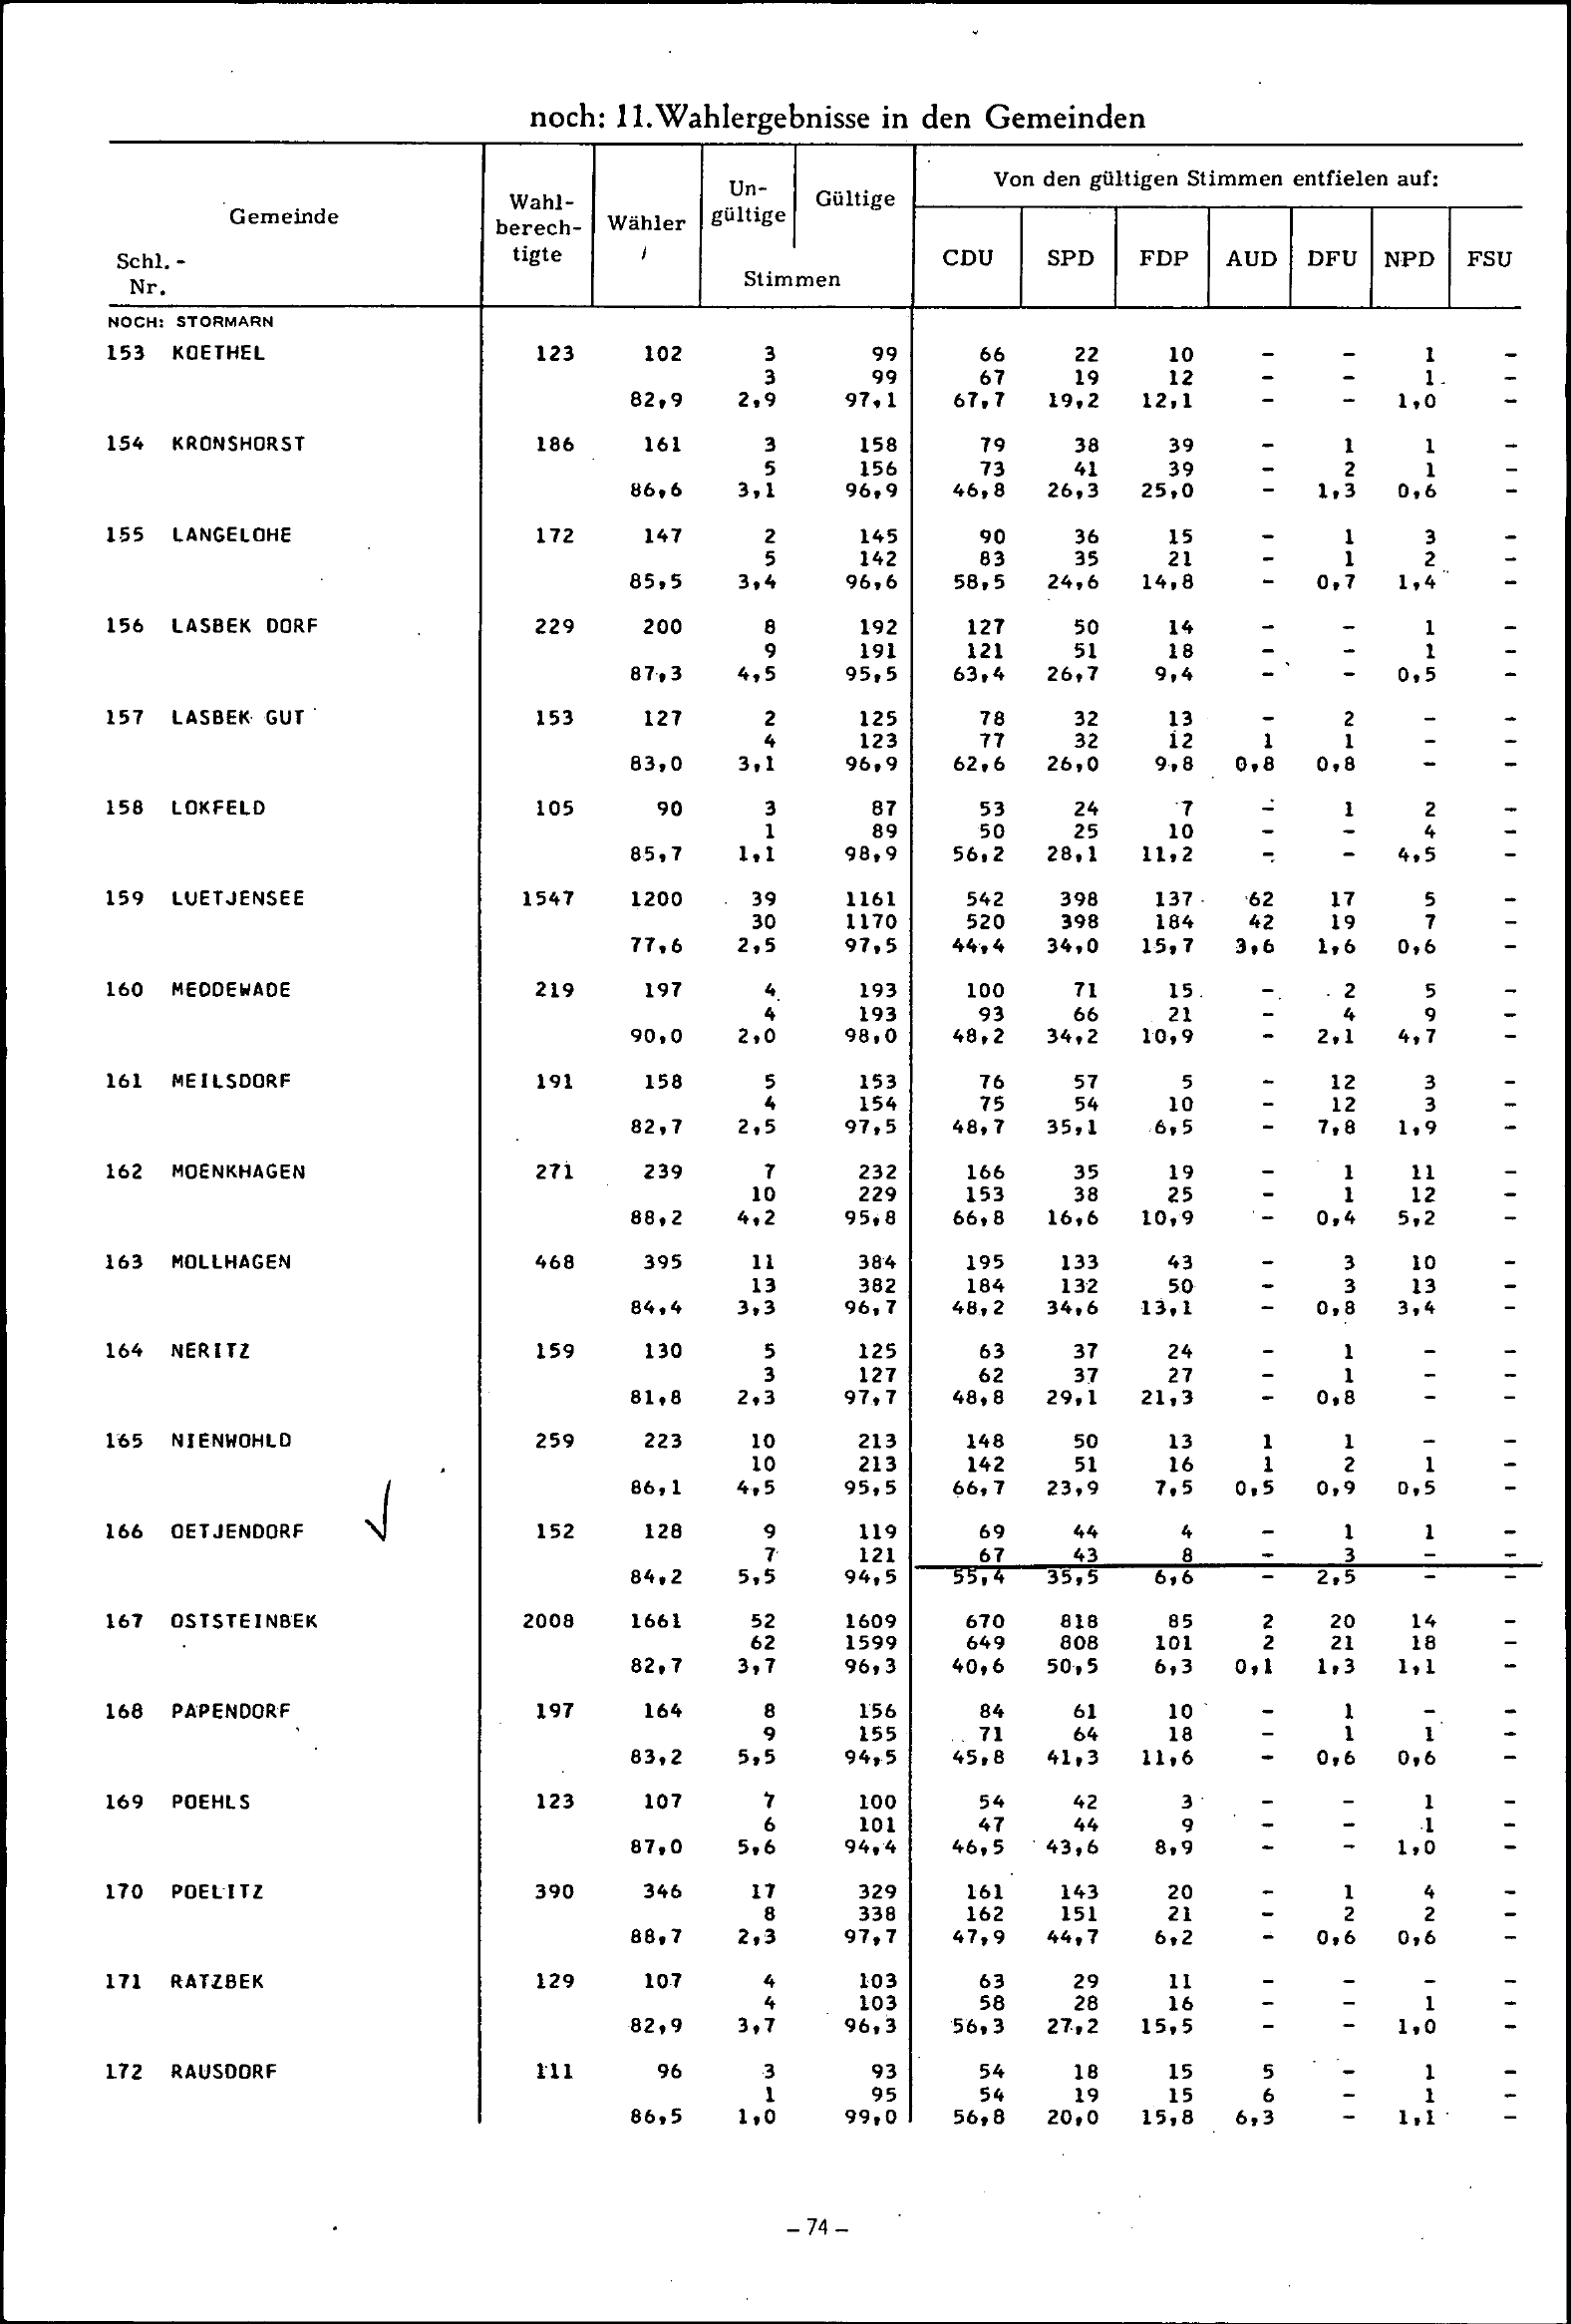 noch: 11. Wahlergebnisse in den Gemeinden
Gemeinde
Schl.-
Nr.
Wahl-
berech-
tigte
Wähler
Un-
gültige
Gültige
Stimmen
Von den gültigen Stimmen entfielen auf:
CDU SPD FDP AUD DFU NPD FSU
NOCH: STORMARN
153 KOETHEL 123 102 3 99 66 22 10 - - 1 -
3 99 67 19 12 - - 1 -
82,9 2,9 97,1 67,7 19,2 12,1 - - 1,0 -
154 KRONSHORST 186 161 3 158 79 38 39 - 1 1 -
5 156 73 41 39 - 2 1 -
86,6 3,1 96,9 46,8 26,3 25,0 - 1,3 0,6 -
155 LANGELOHE 172 147 2 145 90 36 15 - 1 3 -
5 142 83 35 21 - 1 2 -
85,5 3,4 96,6 58,5 24,6 14,8 - 0,7 1,4 -
156 LASBEK DORF 229 200 8 192 127 50 14 - - 1 -
9 191 121 51 18 - - 1 -
87,3 4,5 95,5 63,4 26,7 9,4 - - 0,5 -
157 LASBEK GUT 153 127 2 125 78 32 13 - 2 - -
4 123 77 32 12 1 1 - -
83,0 3,1 96,9 62,6 26,0 9,8 0,8 0,8 - -
158 LOKFELD 105 90 3 87 53 24 7 - 1 2 -
1 89 50 25 10 - - 4 -
85,7 1,1 98,9 56,2 28,1 11,2 - - 4,5 -
159 LUETJENSEE 1547 1200 39 1161 542 398 137 62 17 5 -
30 1170 520 398 184 42 19 7 -
77,6 2,5 97,5 44,4 34,0 15,7 3,6 1,6 0,6 -
160 MEDDEWADE 219 197 4 193 100 71 15 - 2 5 -
4 193 93 66 21 - 4 9 -
90,0 2,0 98,0 48,2 34,2 10,9 - 2,1 4,7 -
161 MEILSDORF 191 158 5 153 76 57 5 - 12 3 -
4 154 75 54 10 - 12 3 -
82,7 2,5 97,5 48,7 35,1 6,5 - 7,8 1,9 -
162 MOENKHAGEN 271 239 7 232 166 35 19 - 1 11 -
10 229 153 38 25 - 1 12 -
88,2 4,2 95,8 66,8 16,6 10,9 - 0,4 5,2 -
163 MOLLHAGEN 468 395 11 384 195 133 43 - 3 10 -
13 382 184 132 50 - 3 13 -
84,4 3,3 96,7 48,2 34,6 13,1 - 0,8 3,4 -
164 NERITZ 159 130 5 125 63 37 24 - 1 - -
3 127 62 37 27 - 1 - -
81,8 2,3 97,7 48,8 29,1 21,3 - 0,8 - -
165 NIENWOHLD 259 223 10 213 148 50 13 1 1 - -
10 213 142 51 16 1 2 1 -
86,1 4,5 95,5 66,7 23,9 7,5 0,5 0,9 0,5 -
166 OETJENDORF 152 128 9 119 69 44 4 - 1 1 -
7 121 67 43 8 - 3 - -
84,2 5,5 94,5 55,4 35,5 6,6 - 2,5 - -
167 OSTSTEINBEK 2008 1661 52 1609 670 818 85 2 20 14 -
62 1599 649 808 101 2 21 18 -
82,7 3,7 96,3 40,6 50,5 6,3 0,1 1,3 1,1 -
168 PAPENDORF 197 164 8 156 84 61 10 - 1 - -
9 155 71 64 18 - 1 1 -
83,2 5,5 94,5 45,8 41,3 11,6 - 0,6 0,6 -
169 POEHLS 123 107 7 100 54 42 3 - - 1 -
6 101 47 44 9 - - 1 -
87,0 5,6 94,4 46,5 43,6 8,9 - - 1,0 -
170 POELITZ 390 346 17 329 161 143 20 - 1 4 -
8 338 162 151 21 - 2 2 -
88,7 2,3 97,7 47,9 44,7 6,2 - 0,6 0,6 -
171 RATZBEK 129 107 4 103 63 29 11 - - - -
4 103 58 28 16 - - 1 -
82,9 3,7 96,3 56,3 27,2 15,5 - - 1,0 -
172 RAUSDORF 111 96 3 93 54 18 15 5 - 1 -
1 95 54 19 15 6 - 1 -
86,5 1,0 99,0 56,8 20,0 15,8 6,3 - 1,1 -
- 74 -